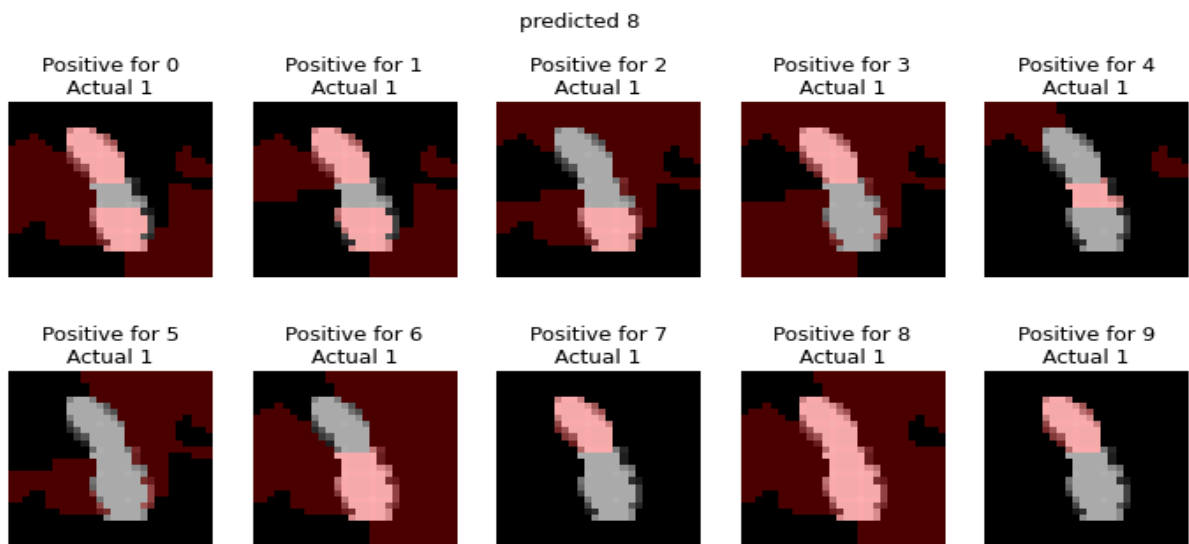 predicted 8
Positive for 0
Actual 1
Positive for 1
Actual 1
Positive for 2
Actual 1
Positive for 3
Actual 1
Positive for 4
Actual 1
Positive for 5
Actual 1
Positive for 6
Actual 1
Positive for 7
Actual 1
Positive for 8
Actual 1
Positive for 9
Actual 1